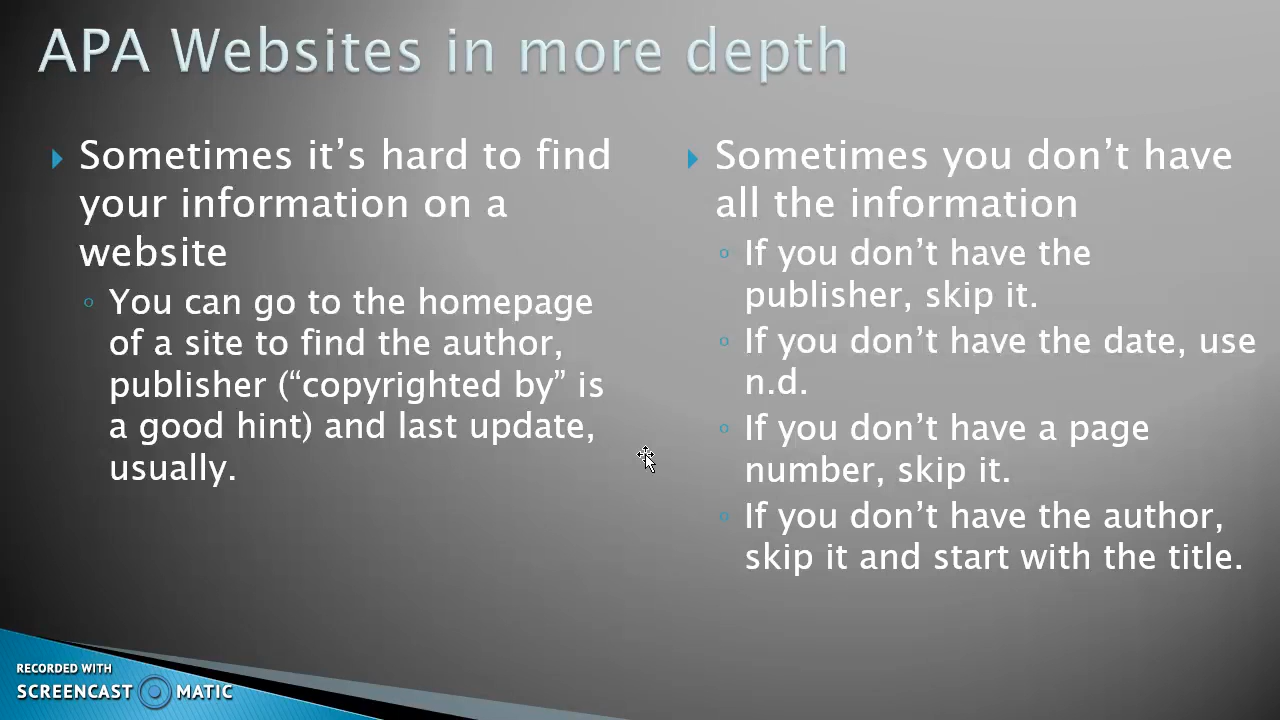 APA Websites in more depth
Sometimes it’s hard to find
your information on a
website
You can go to the homepage
of a site to find the author,
publisher (“copyrighted by” is
a good hint) and last update,
usually.
Sometimes you don’t have
all the information
If you don’t have the
publisher, skip it.
If you don’t have the date, use
n.d.
If you don’t have a page
number, skip it.
If you don’t have the author,
skip it and start with the title.
RECORDED WITH
SCREENCAST MATIC